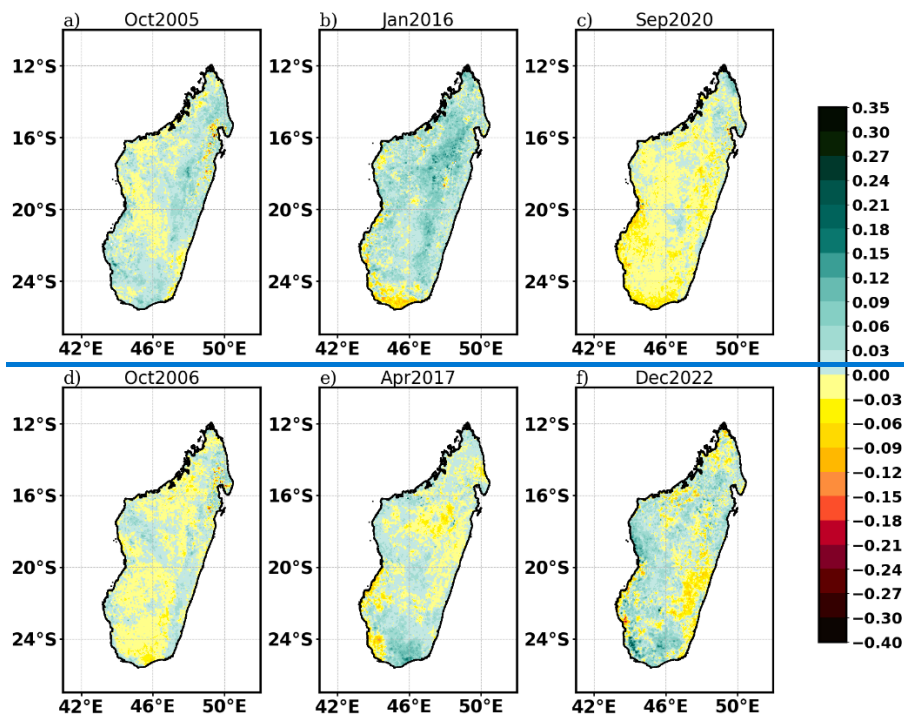 a) Oct2005
b) Jan2016
c) Sep2020
12°S
16°S
20°S
24°S
42°E 46°E 50°E
42°E 46°E 50°E
42°E 46°E 50°E
d) Oct2006
e) Apr2017
f) Dec2022
12°S
16°S
20°S
24°S
42°E 46°E 50°E
42°E 46°E 50°E
42°E 46°E 50°E
0.35
0.30
0.27
0.24
0.21
0.18
0.15
0.12
0.09
0.06
0.03
0.00
−0.03
−0.06
−0.09
−0.12
−0.15
−0.18
−0.21
−0.24
−0.27
−0.30
−0.40